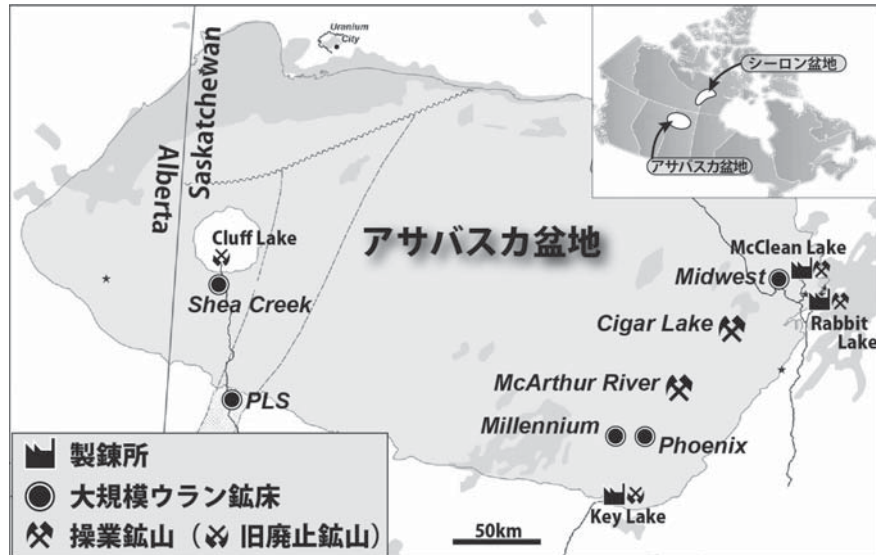 Uranium
City
シーロン盆地
アサバスカ盆地
Alberta
Saskatchewan
Cluff Lake
Shea Creek
アサバスカ盆地
McClean Lake
Midwest
Rabbit
Lake
Cigar Lake
McArthur River
PLS
Millennium
Phoenix
Key Lake
製錬所
大規模ウラン鉱床
操業鉱山（ 旧廃止鉱山）
50km